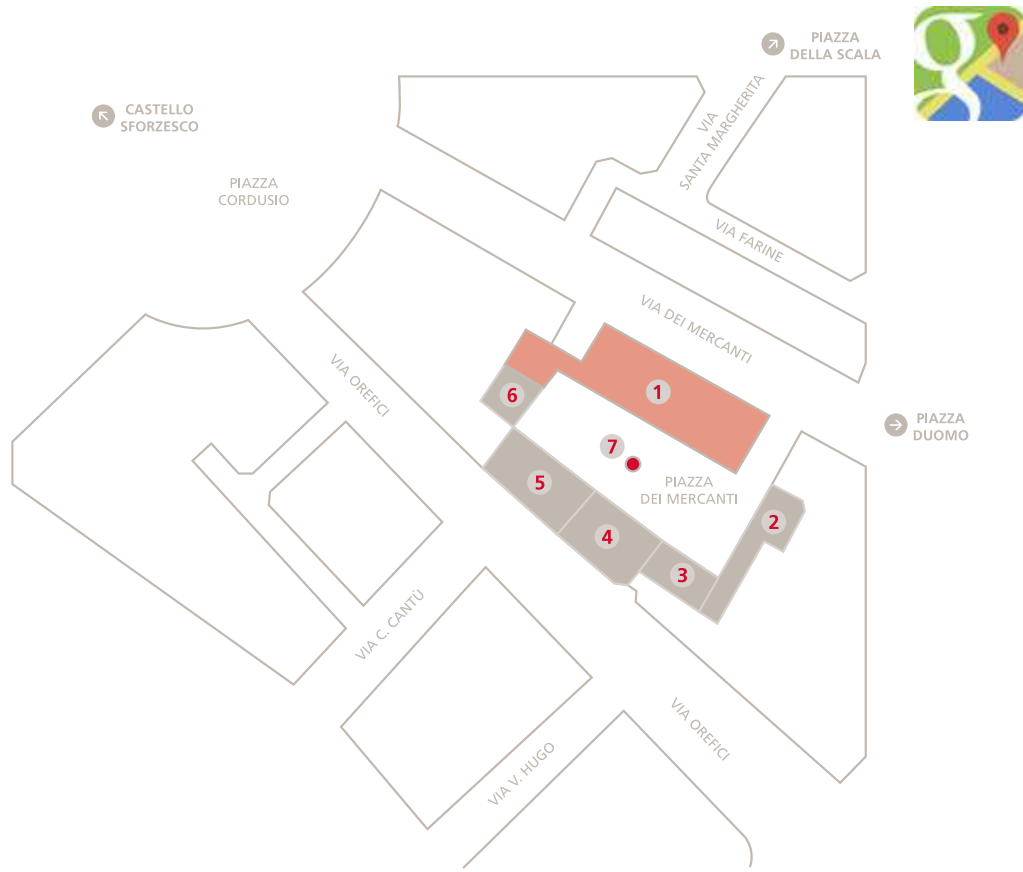 PIAZZA
DELLA SCALA
CASTELLO
SFORZESCO
PIAZZA
CORDUSIO
VIA
SANTA MARGHERITA
VIA FARINE
VIA DEI MERCANTI
VIA OREFICI
1
6
PIAZZA
DUOMO
7
5
PIAZZA
DEI MERCANTI
2
4
3
VIA C. CANTÙ
VIA OREFICI
VIA V. HUGO
g